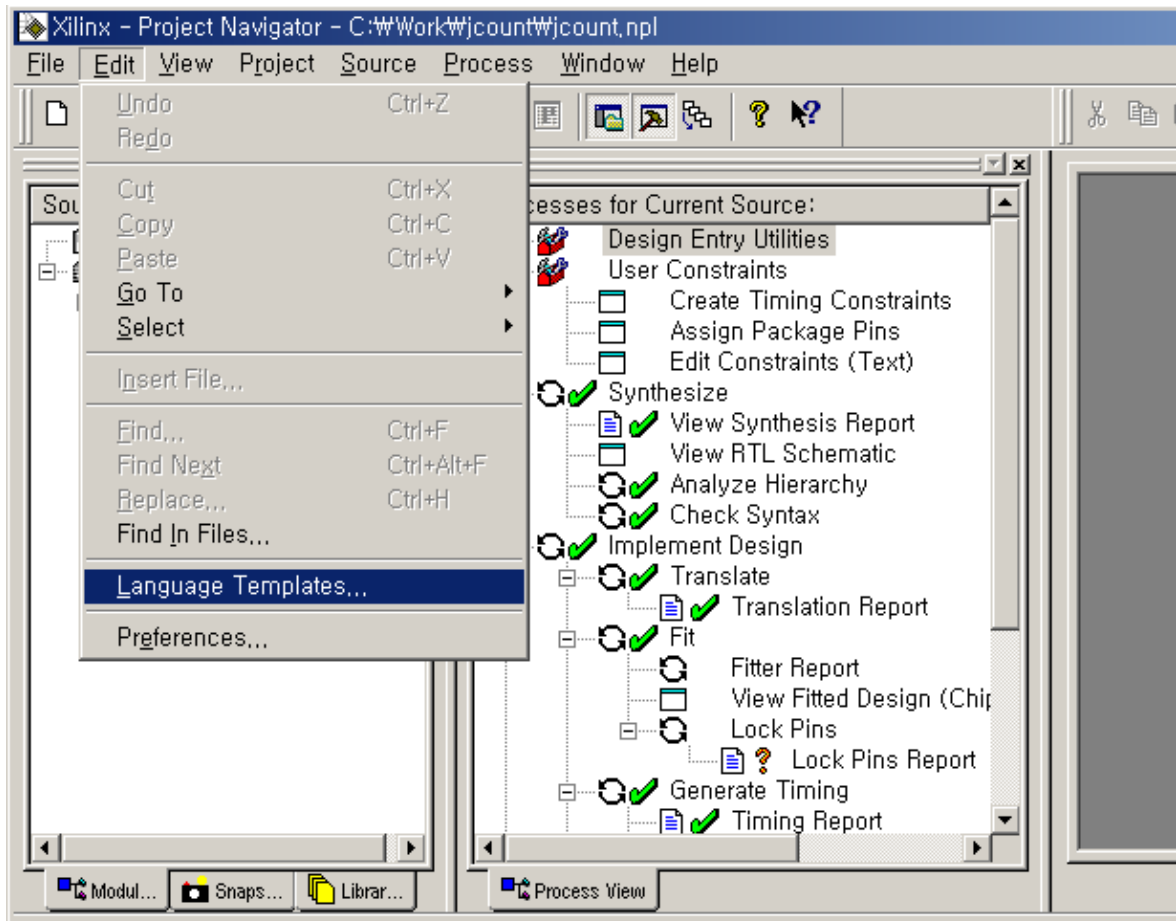 Xilinx - Project Navigator - C:₩Work₩jcount₩jcount.npl
File Edit View Project Source Process Window Help
Undo Ctrl+Z
Redo
Cut Ctrl+X
Copy Ctrl+C
Paste Ctrl+V
Go To
Select
Insert File...
Find... Ctrl+F
Find Next Ctrl+Alt+F
Replace... Ctrl+H
Find In Files...
Language Templates...
Preferences...
Sou
cesses for Current Source:
Design Entry Utilities
User Constraints
Create Timing Constraints
Assign Package Pins
Edit Constraints (Text)
Synthesize
View Synthesis Report
View RTL Schematic
Analyze Hierarchy
Check Syntax
Implement Design
Translate
Translation Report
Fit
Fitter Report
View Fitted Design (Chip
Lock Pins
Lock Pins Report
Generate Timing
Timing Report
Modul... Snaps... Librar...
Process View